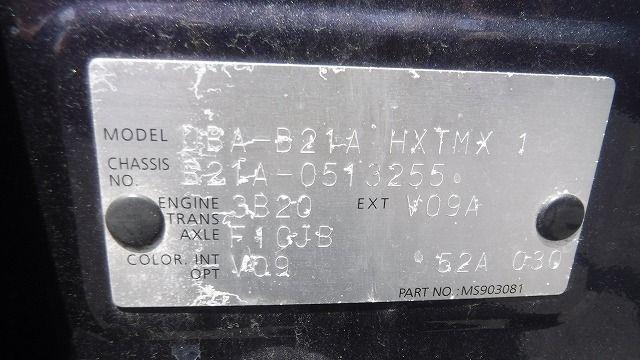 MODEL DBA-B21A HXTMX 1
CHASSIS NO. B21A-0513255
ENGINE 3B20 EXT V09A
TRANS AXLE F1CJB
COLOR. INT OPT V09 52A 030
PART NO.: MS903081